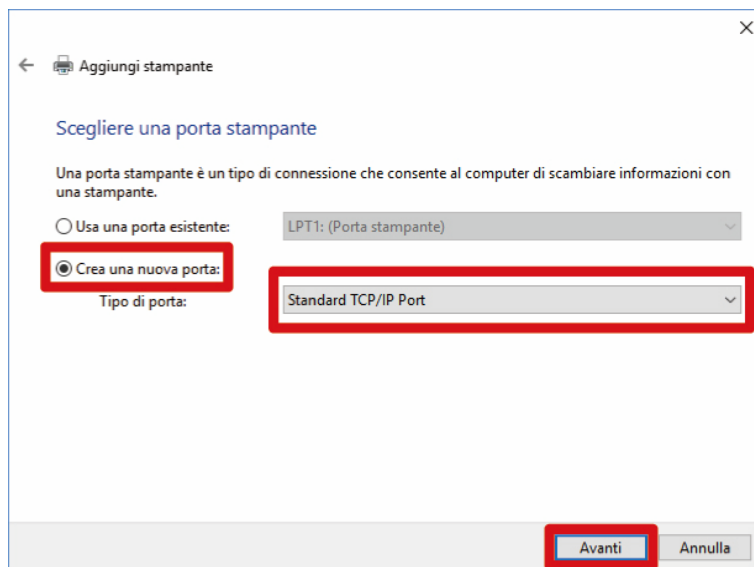 Aggiungi stampante
Scegliere una porta stampante
Una porta stampante è un tipo di connessione che consente al computer di scambiare informazioni con
una stampante.
Usa una porta esistente:
LPT1: (Porta stampante)
Crea una nuova porta:
Tipo di porta:
Standard TCP/IP Port
Avanti
Annulla